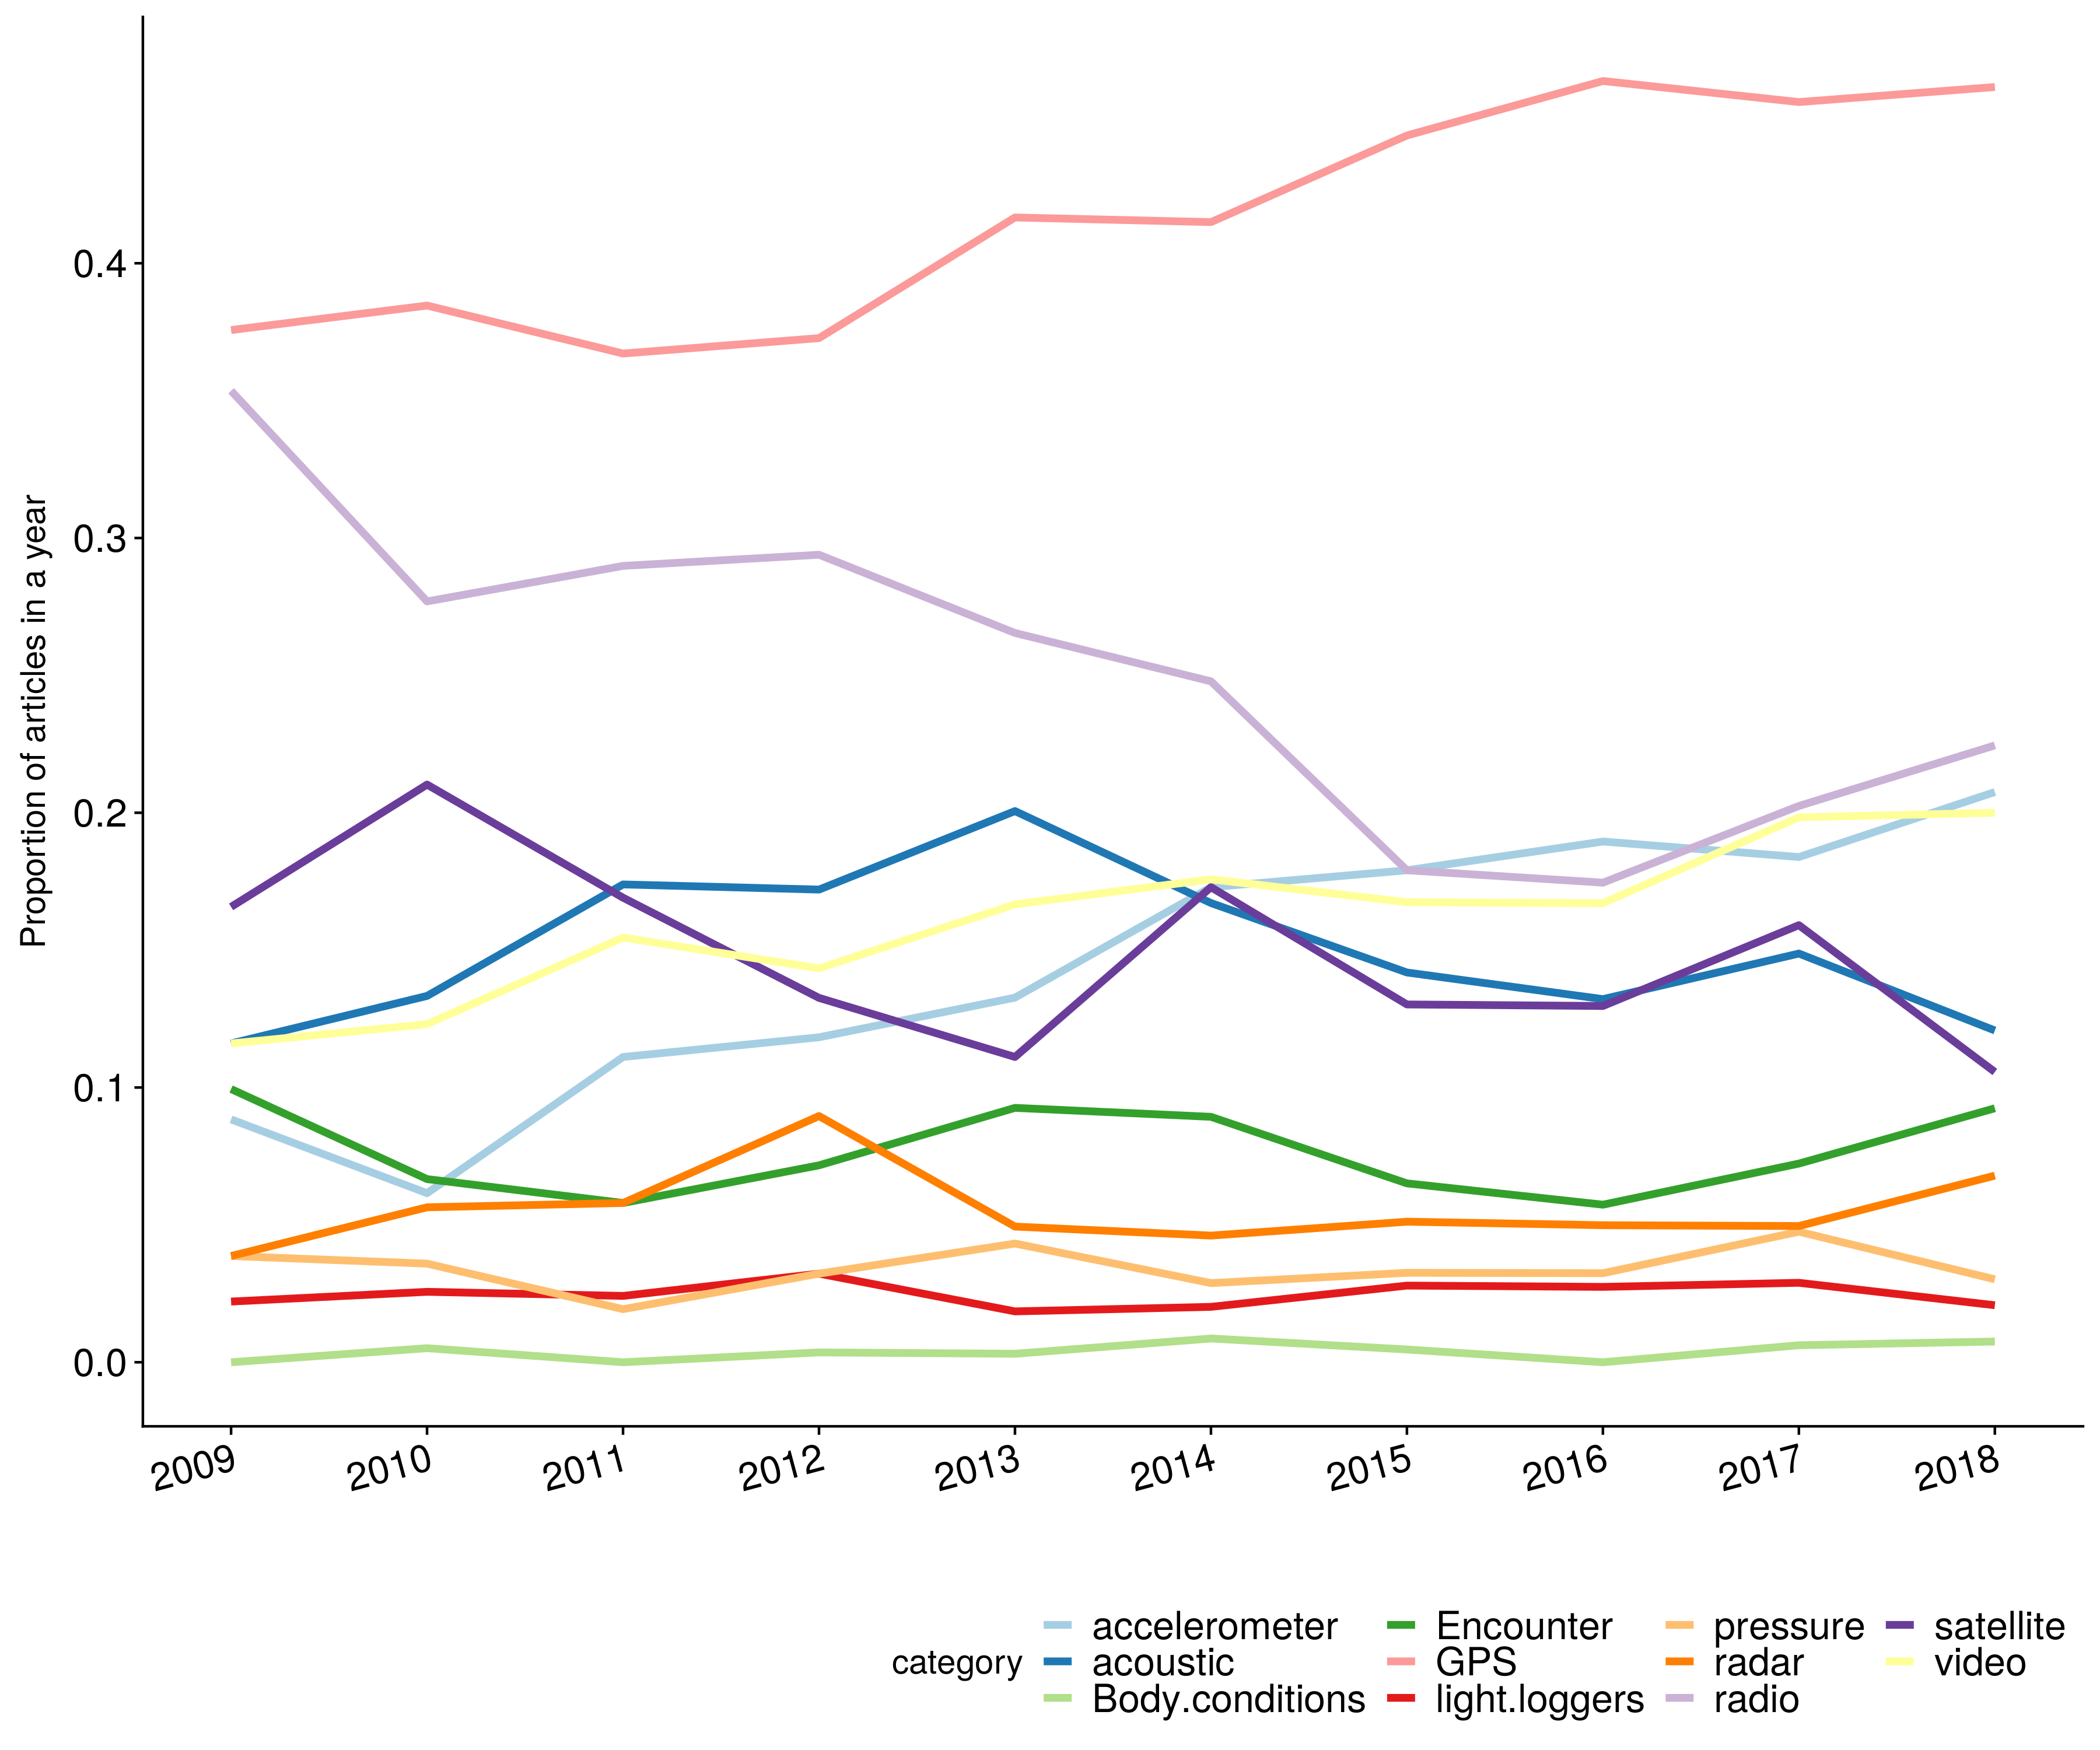 Proportion of articles in a year
0.4
0.3
0.2
0.1
0.0
2009 2010 2011 2012 2013 2014 2015 2016 2017 2018
category
accelerometer Encounter pressure satellite
acoustic GPS radar video
Body.conditions light.loggers radio